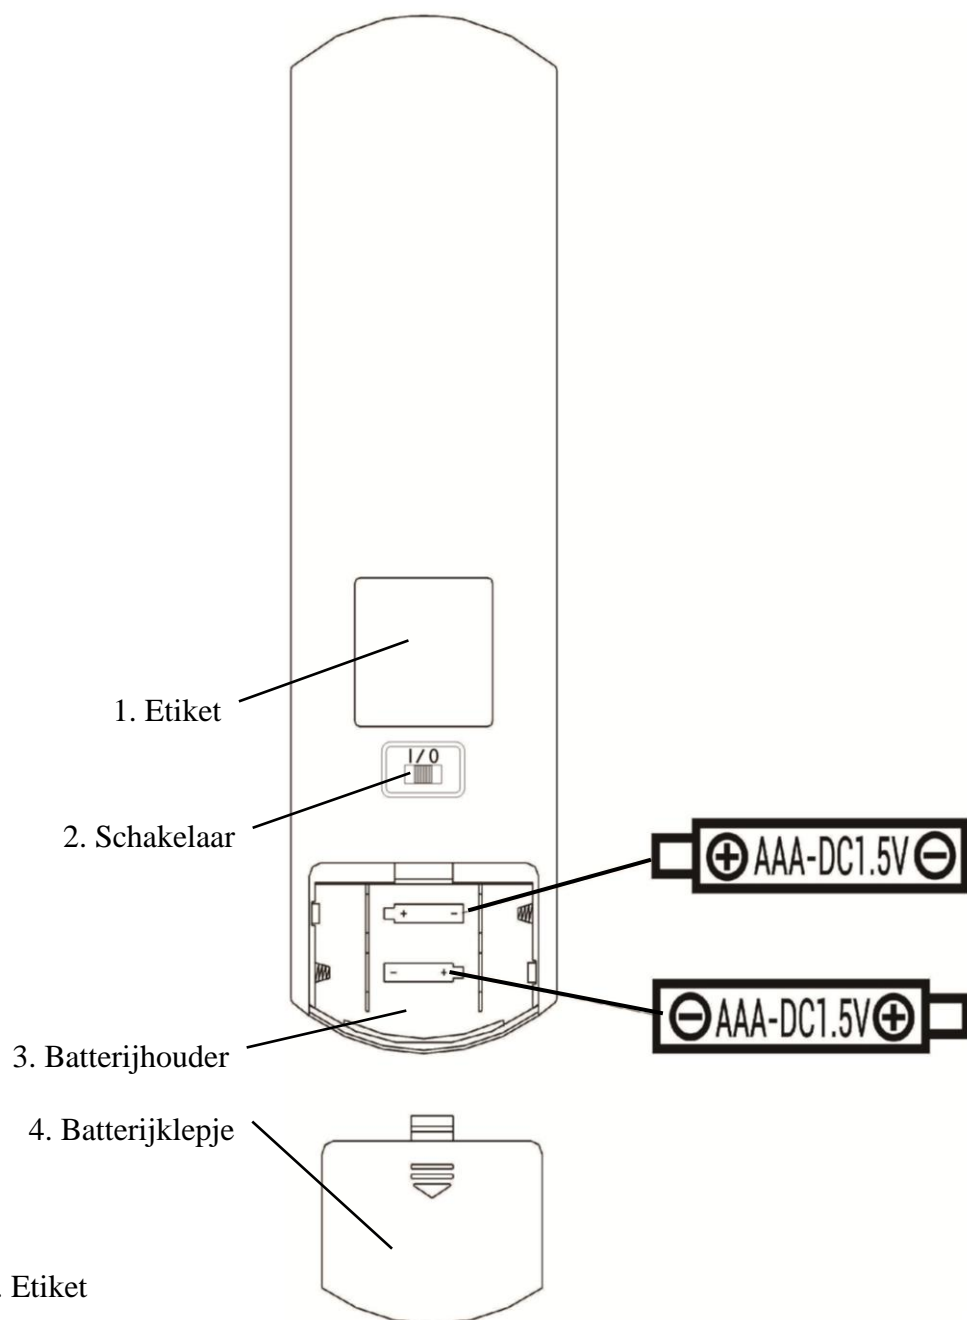 1. Etiket
I/O
2. Schakelaar
+ AAA-DC1.5V -
+ -
- +
- AAA-DC1.5V +
3. Batterijhouder
4. Batterijklepje
. Etiket